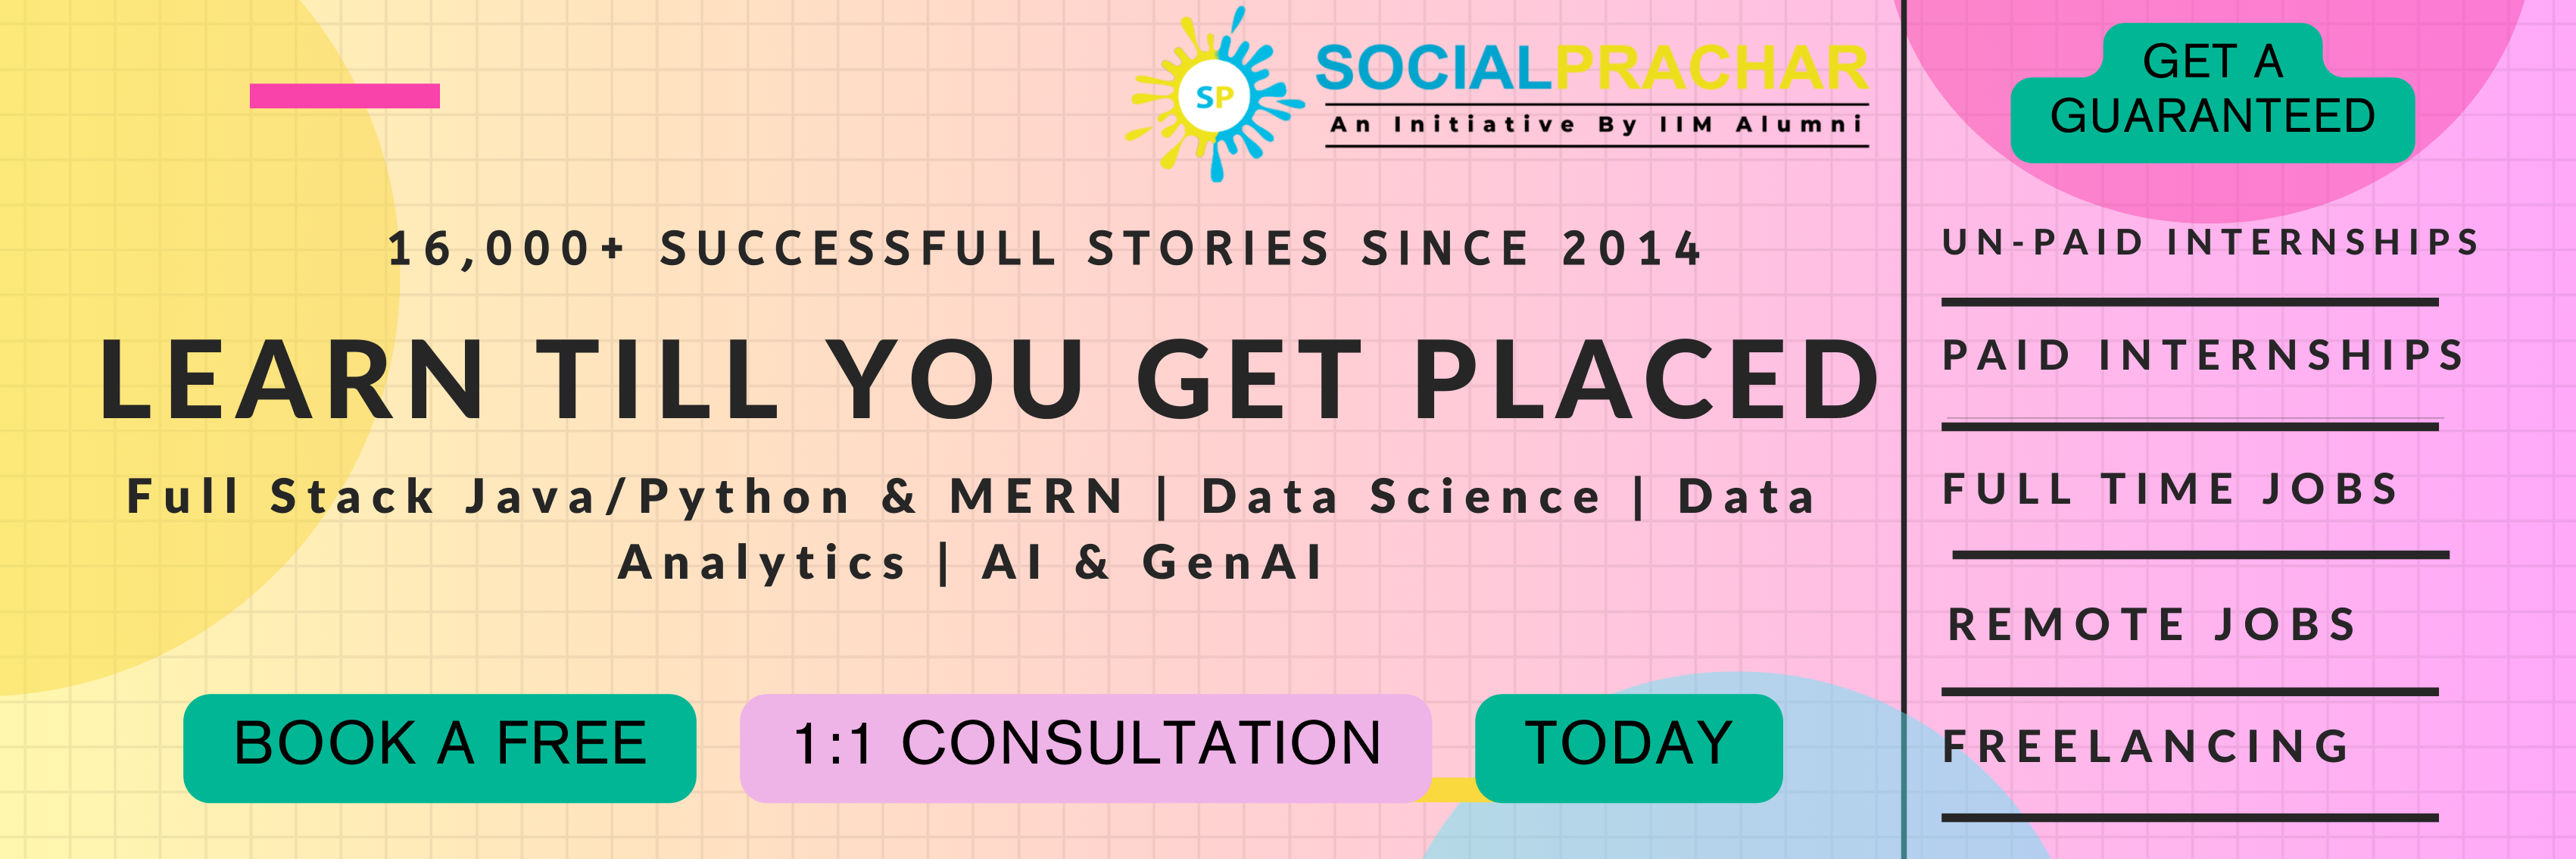 SP
SOCIALPRACHAR
An Initiative By IIM Alumni
16,000+ SUCCESSFULL STORIES SINCE 2014
LEARN TILL YOU GET PLACED
Full Stack Java/Python & MERN | Data Science | Data
Analytics | AI & GenAI
BOOK A FREE
1:1 CONSULTATION
TODAY
GET A
GUARANTEED
UN-PAID INTERNSHIPS
PAID INTERNSHIPS
FULL TIME JOBS
REMOTE JOBS
FREELANCING